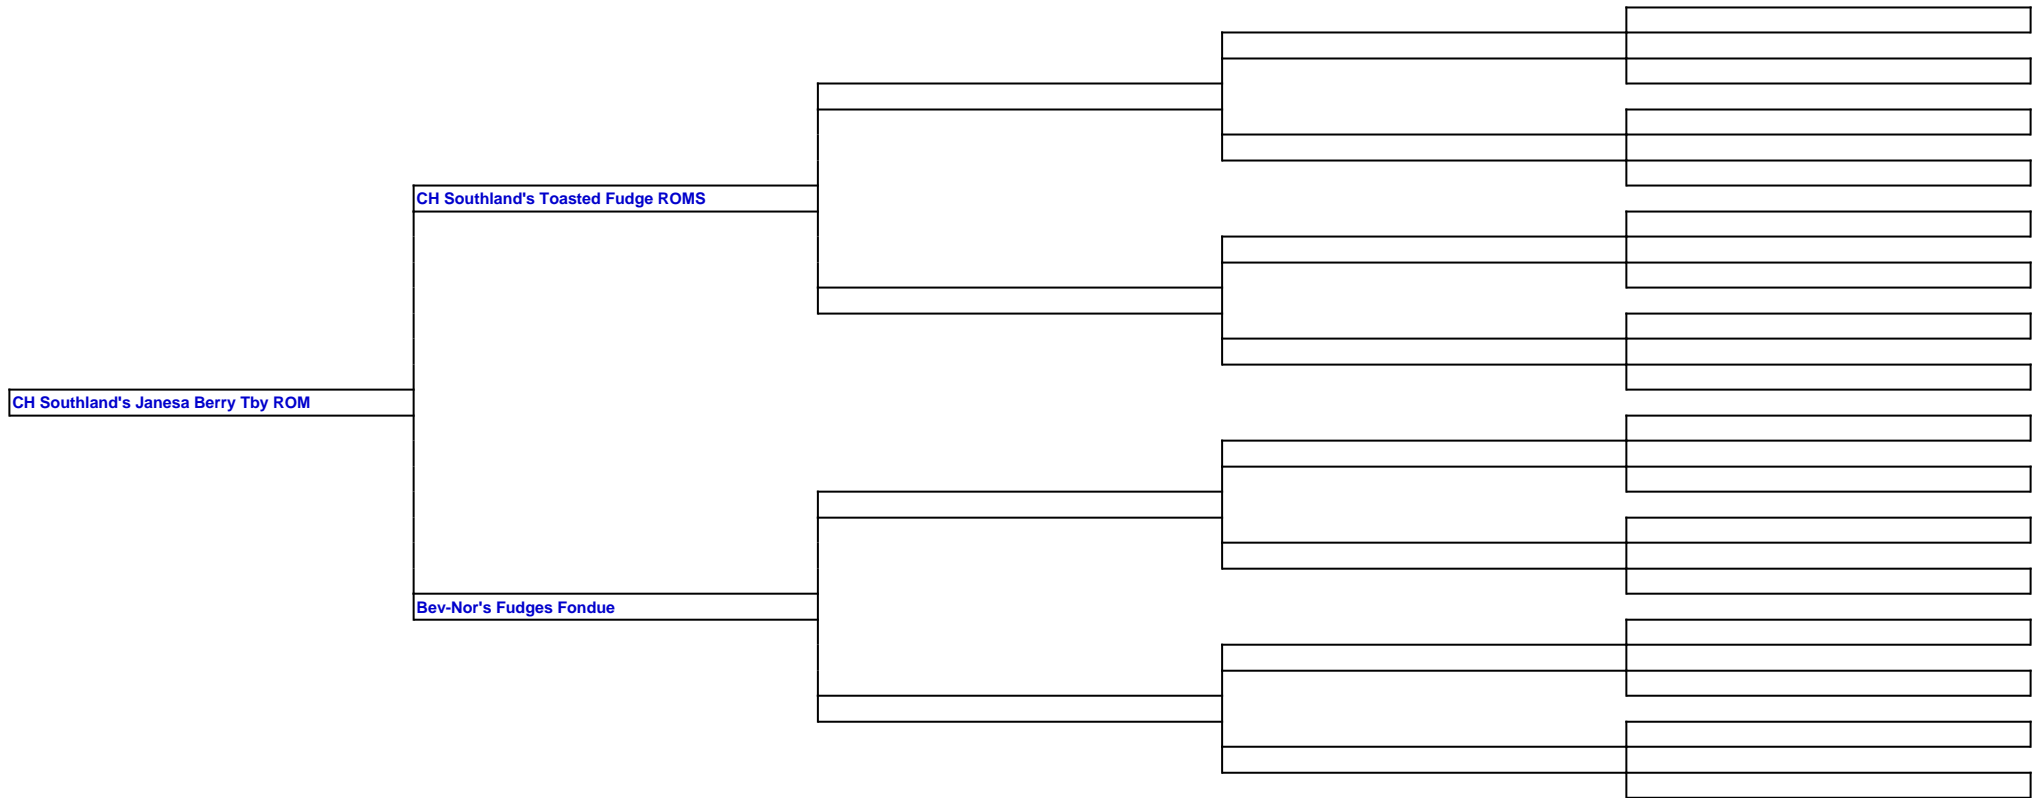 CH Southland's Toasted Fudge ROMS
CH Southland's Janesa Berry Tby ROM
Bev-Nor's Fudges Fondue